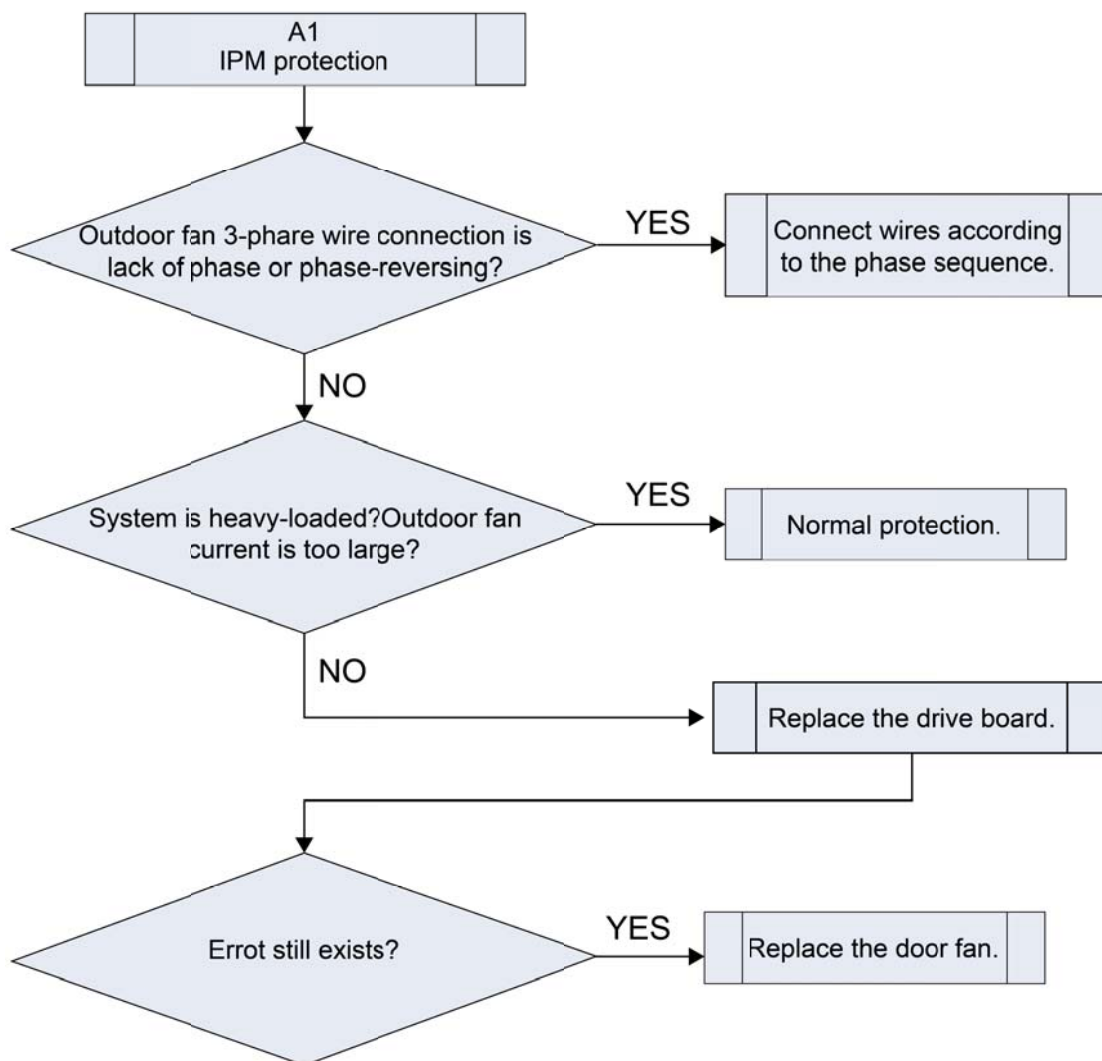 A1
IPM protection
Outdoor fan 3-phare wire connection is
lack of phase or phase-reversing?
YES
Connect wires according
to the phase sequence.
NO
System is heavy-loaded?Outdoor fan
current is too large?
YES
Normal protection.
NO
Replace the drive board.
Errot still exists?
YES
Replace the door fan.